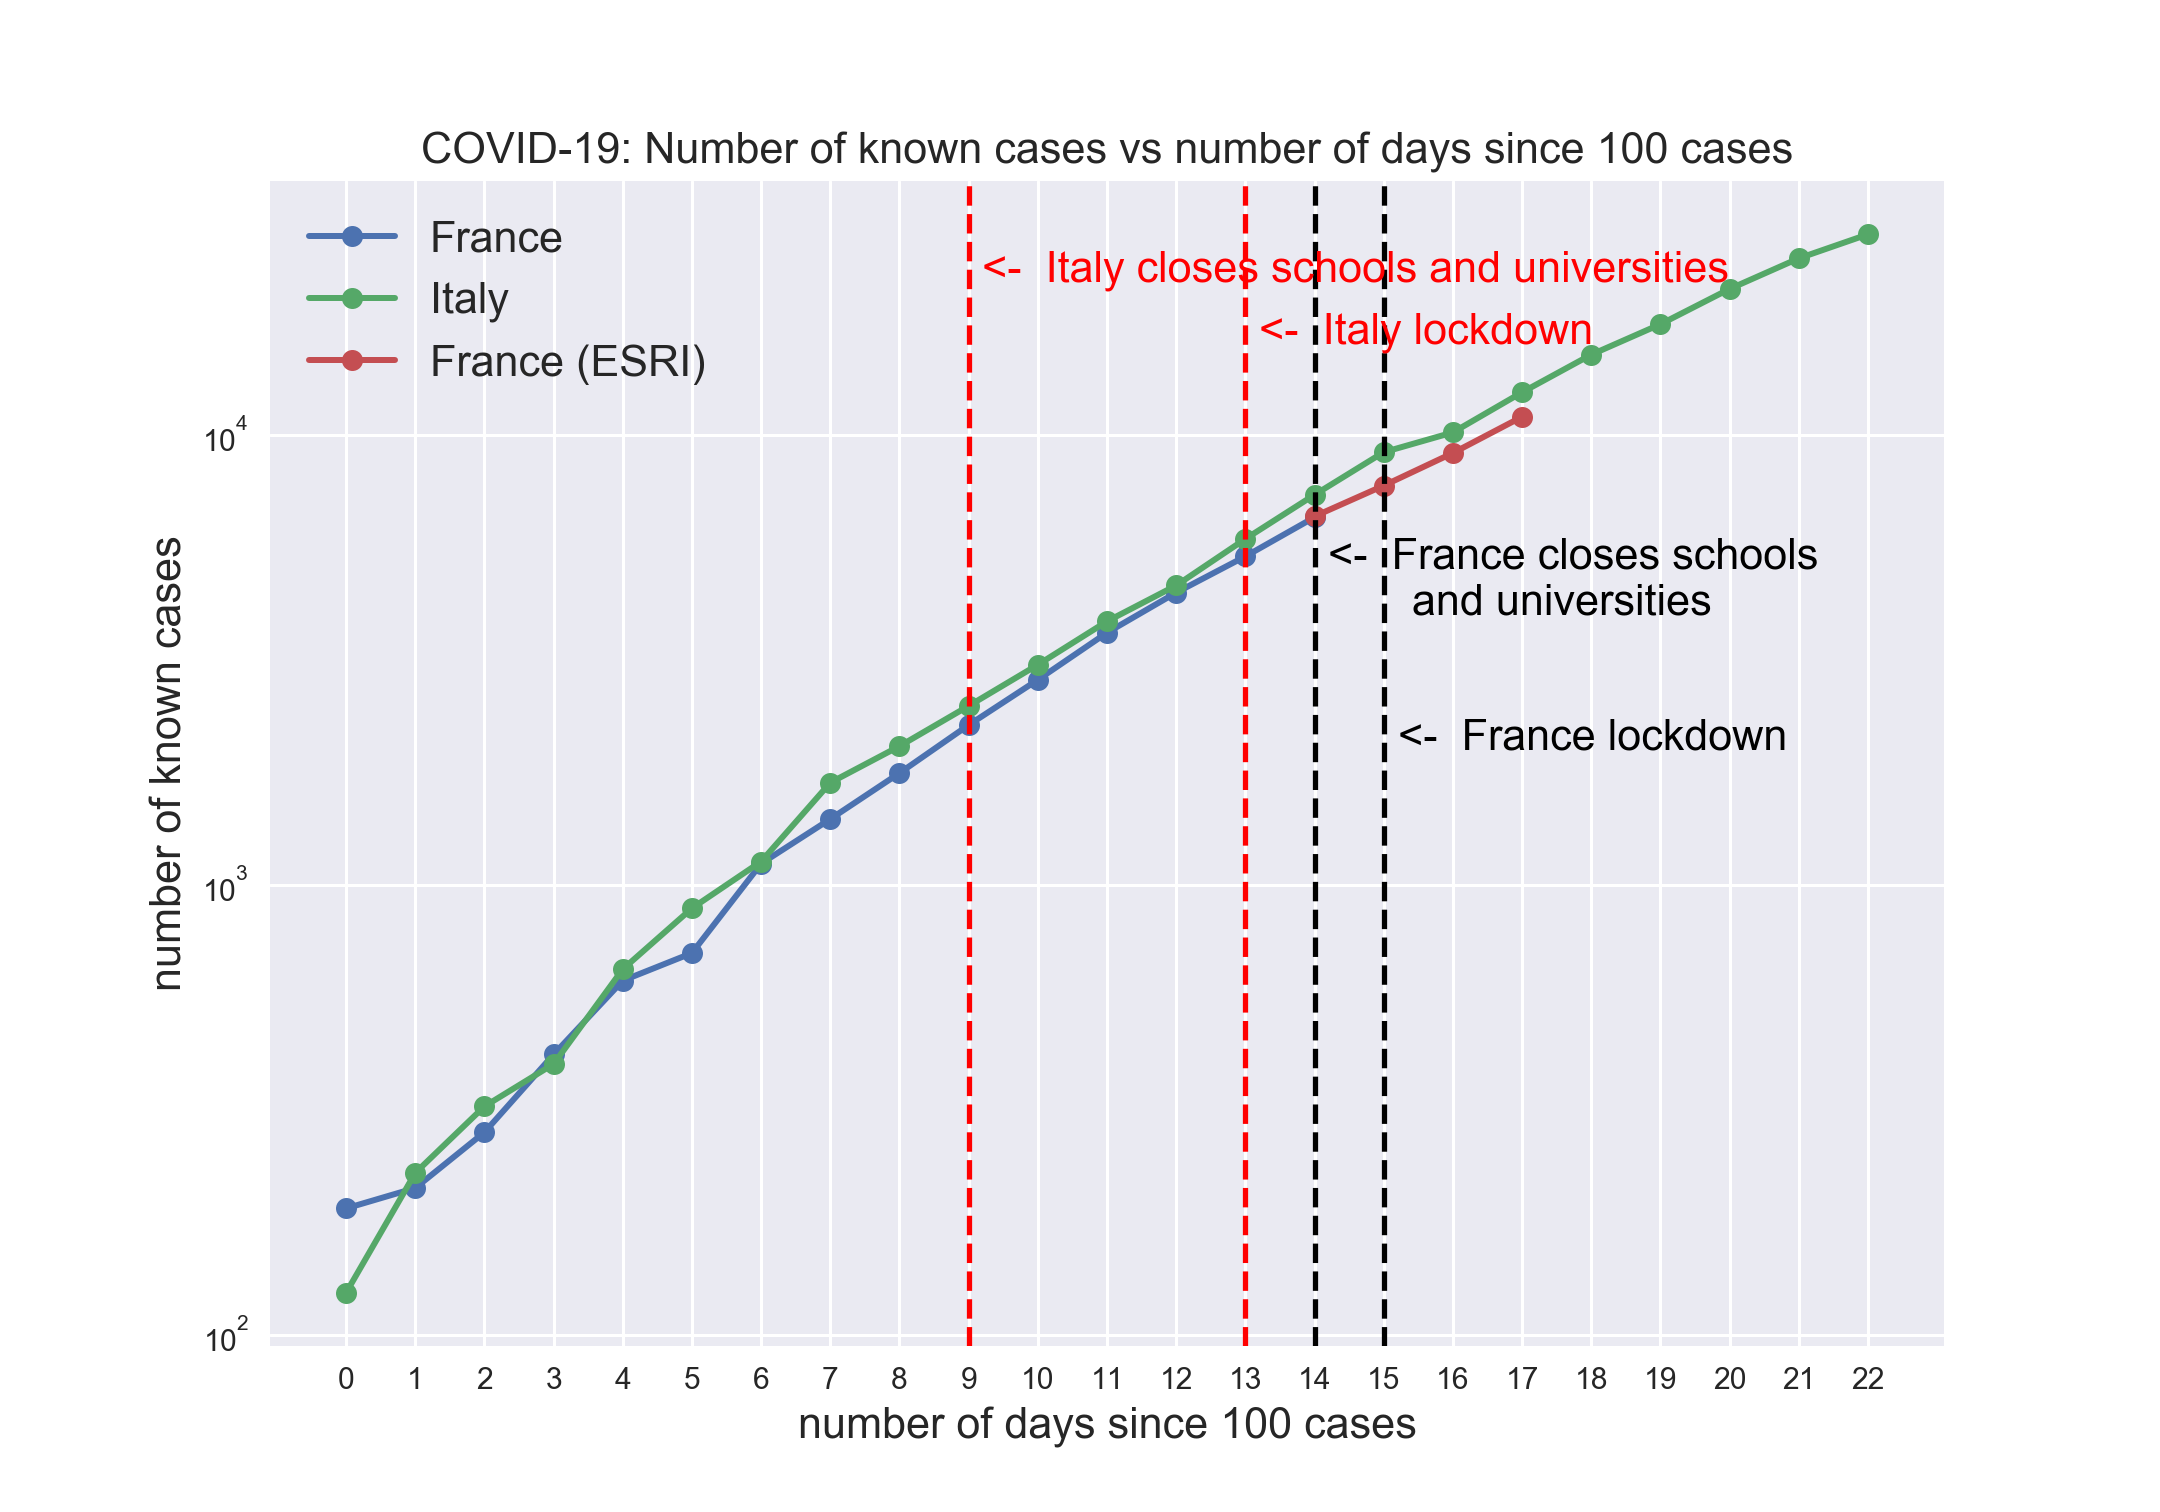 COVID-19: Number of known cases vs number of days since 100 cases
France
Italy
France (ESRI)
<- Italy closes schools and universities
<- Italy lockdown
<- France closes schools
and universities
<- France lockdown
number of known cases
10^4
10^3
10^2
0 1 2 3 4 5 6 7 8 9 10 11 12 13 14 15 16 17 18 19 20 21 22
number of days since 100 cases